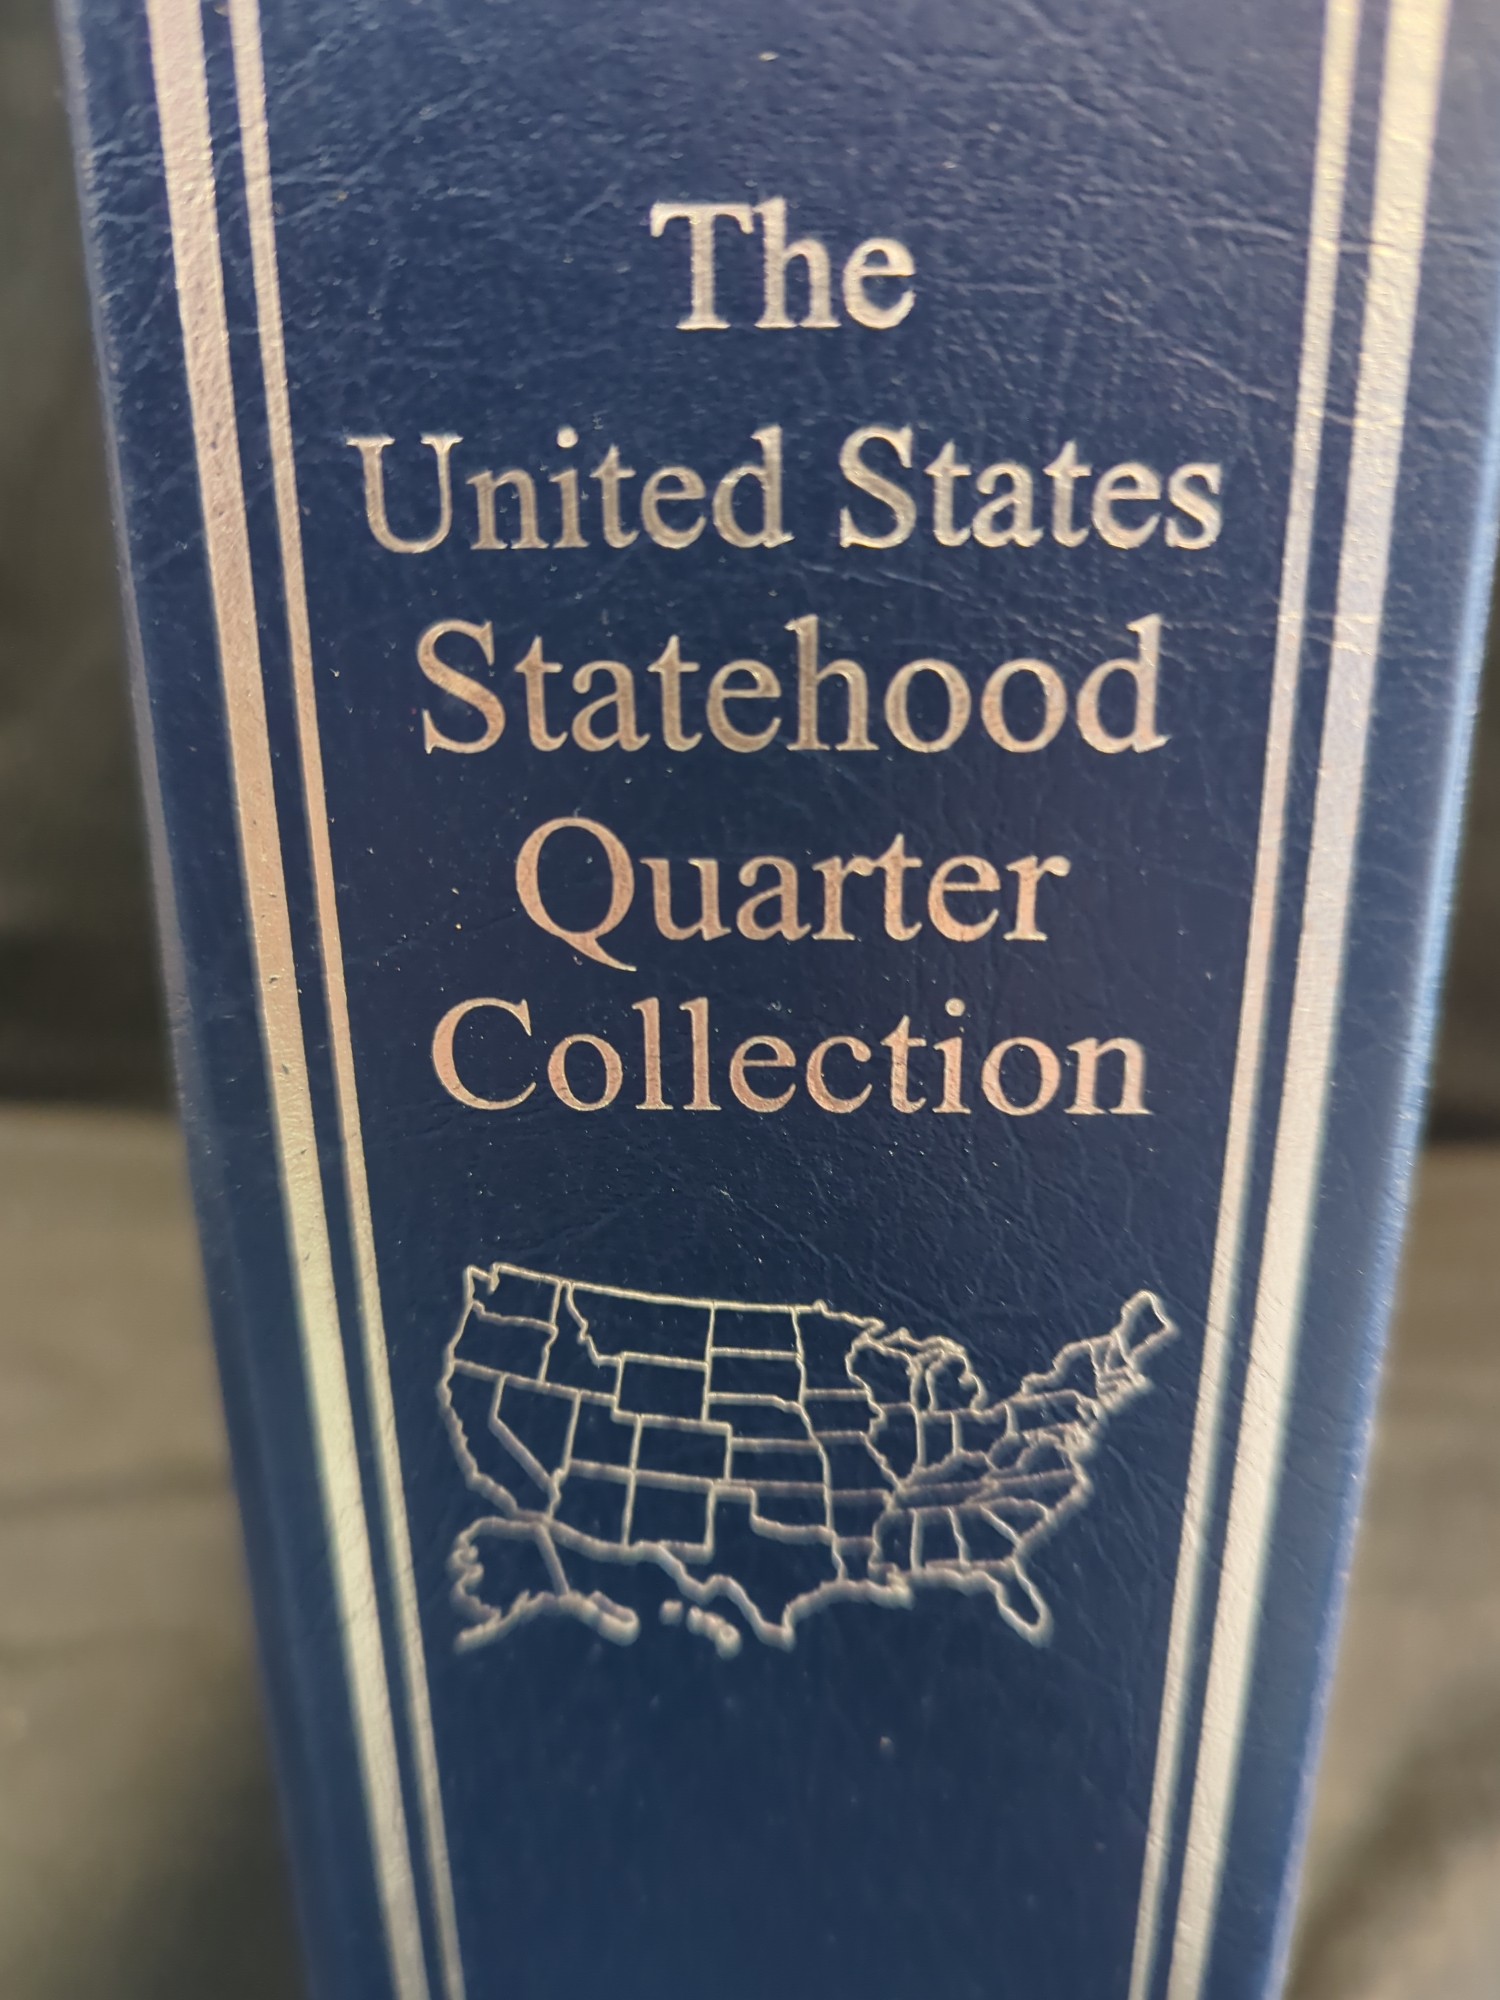 The
United States
Statehood
Quarter
Collection